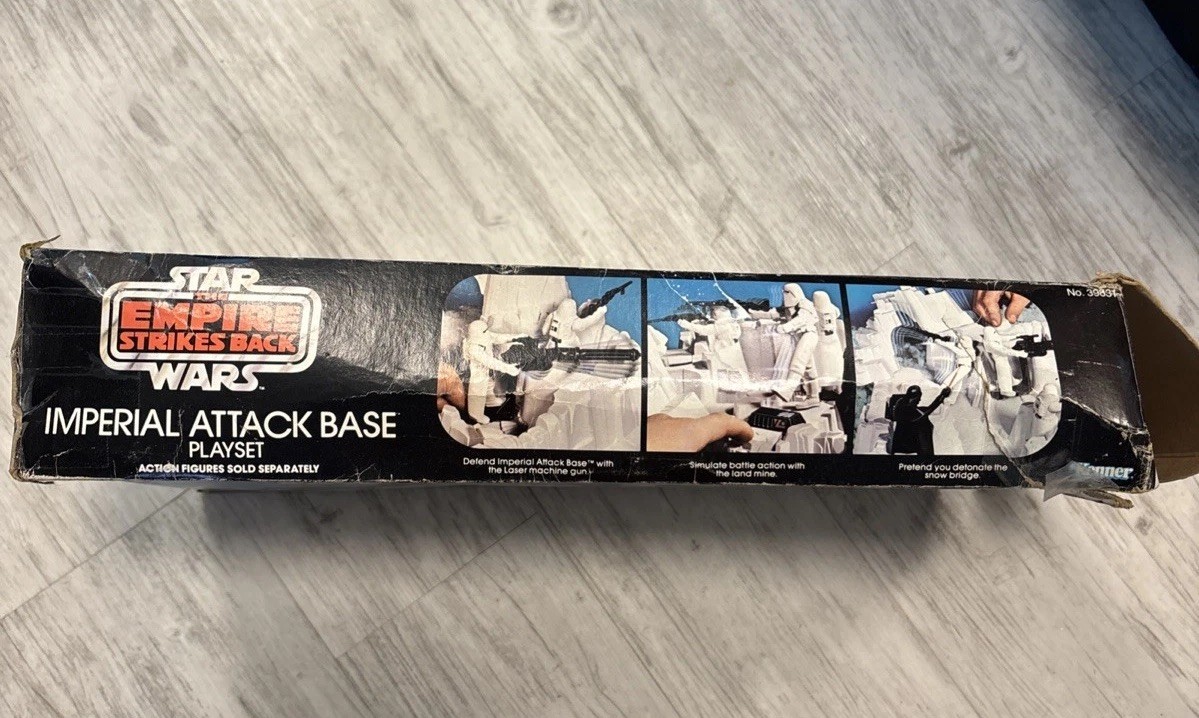 STAR
THE
EMPIRE
STRIKES BACK
WARS™
IMPERIAL ATTACK BASE
PLAYSET
ACTION FIGURES SOLD SEPARATELY
Defend Imperial Attack Base™ with
the Laser machine gun.
Simulate battle action with
the land mine.
Pretend you detonate the
snow bridge.
No. 39831
Kenner